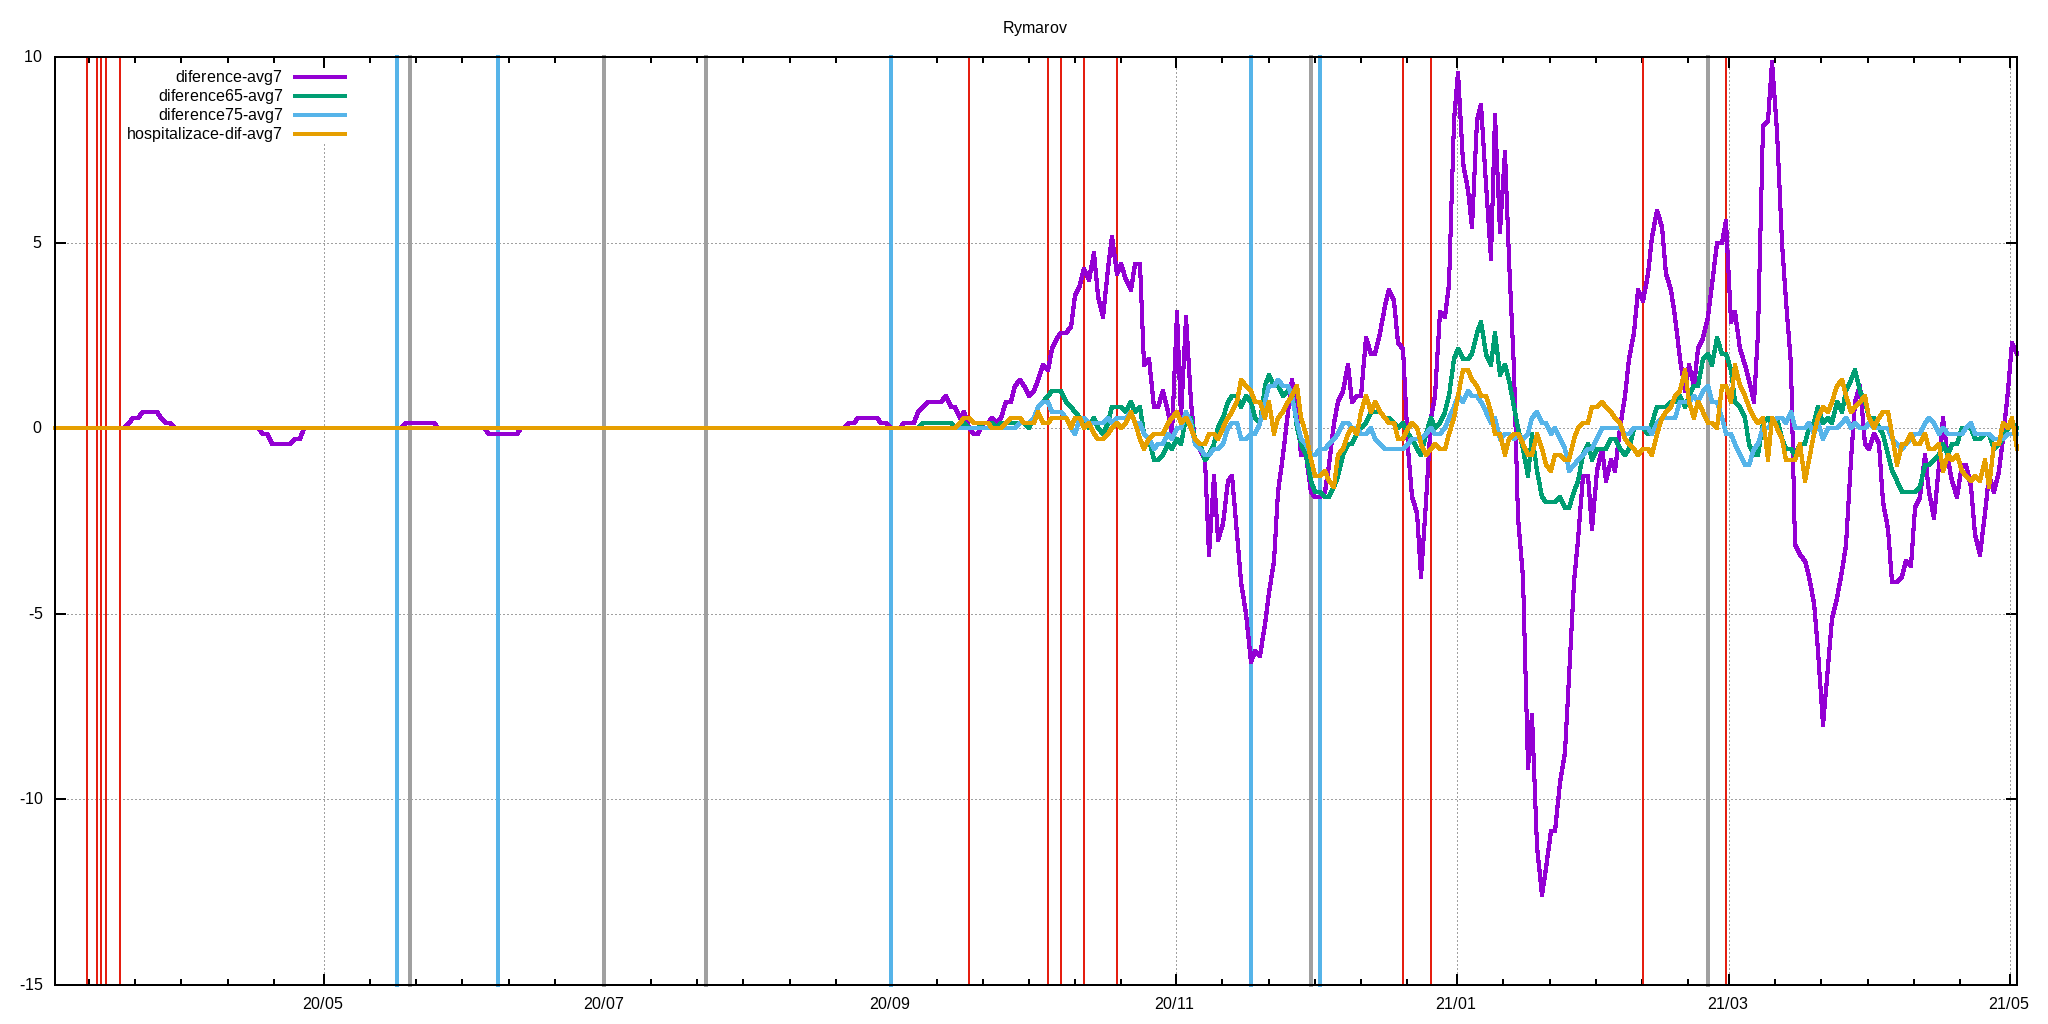 Rymarov
10
diference-avg7
diference65-avg7
diference75-avg7
hospitalizace-dif-avg7
5
0
-5
-10
-15
20/05 20/07 20/09 20/11 21/01 21/03 21/05